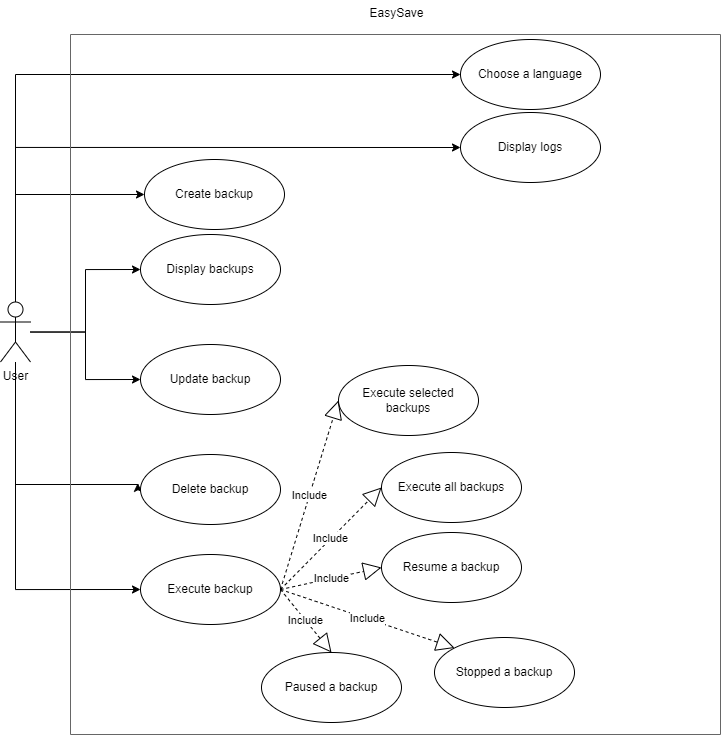 EasySave
Choose a language
Display logs
Create backup
Display backups
User
Update backup
Execute selected
backups
Delete backup
Include
Execute all backups
Include
Execute backup
Include
Resume a backup
Include
Include
Stopped a backup
Paused a backup